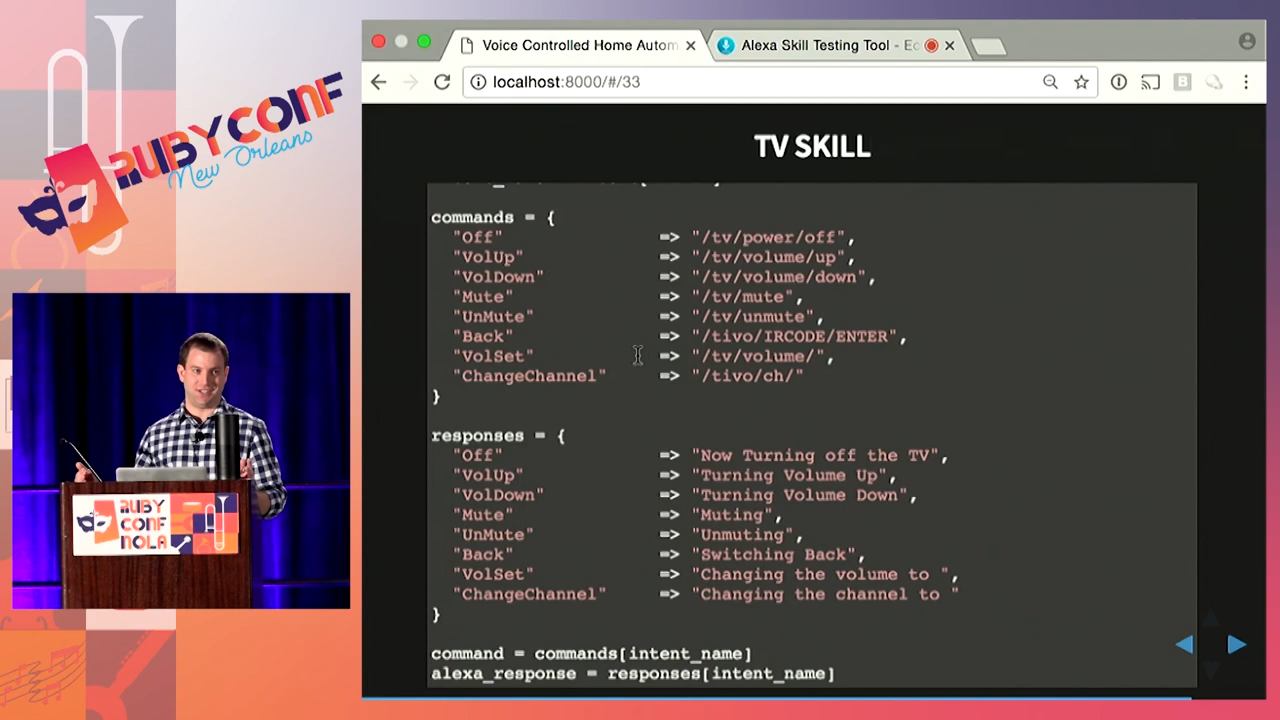 RUBYCONF
New Orleans
RUBY
CONF
NOLA
Voice Controlled Home Autom
Alexa Skill Testing Tool - Ec
localhost:8000/#/33
TV SKILL
commands = {
"Off" => "/tv/power/off",
"VolUp" => "/tv/volume/up",
"VolDown" => "/tv/volume/down",
"Mute" => "/tv/mute",
"UnMute" => "/tv/unmute",
"Back" => "/tivo/IRCODE/ENTER",
"VolSet" => "/tv/volume/",
"ChangeChannel" => "/tivo/ch/"
}
responses = {
"Off" => "Now Turning off the TV",
"VolUp" => "Turning Volume Up",
"VolDown" => "Turning Volume Down",
"Mute" => "Muting",
"UnMute" => "Unmuting",
"Back" => "Switching Back",
"VolSet" => "Changing the volume to ",
"ChangeChannel" => "Changing the channel to "
}
command = commands[intent_name]
alexa_response = responses[intent_name]